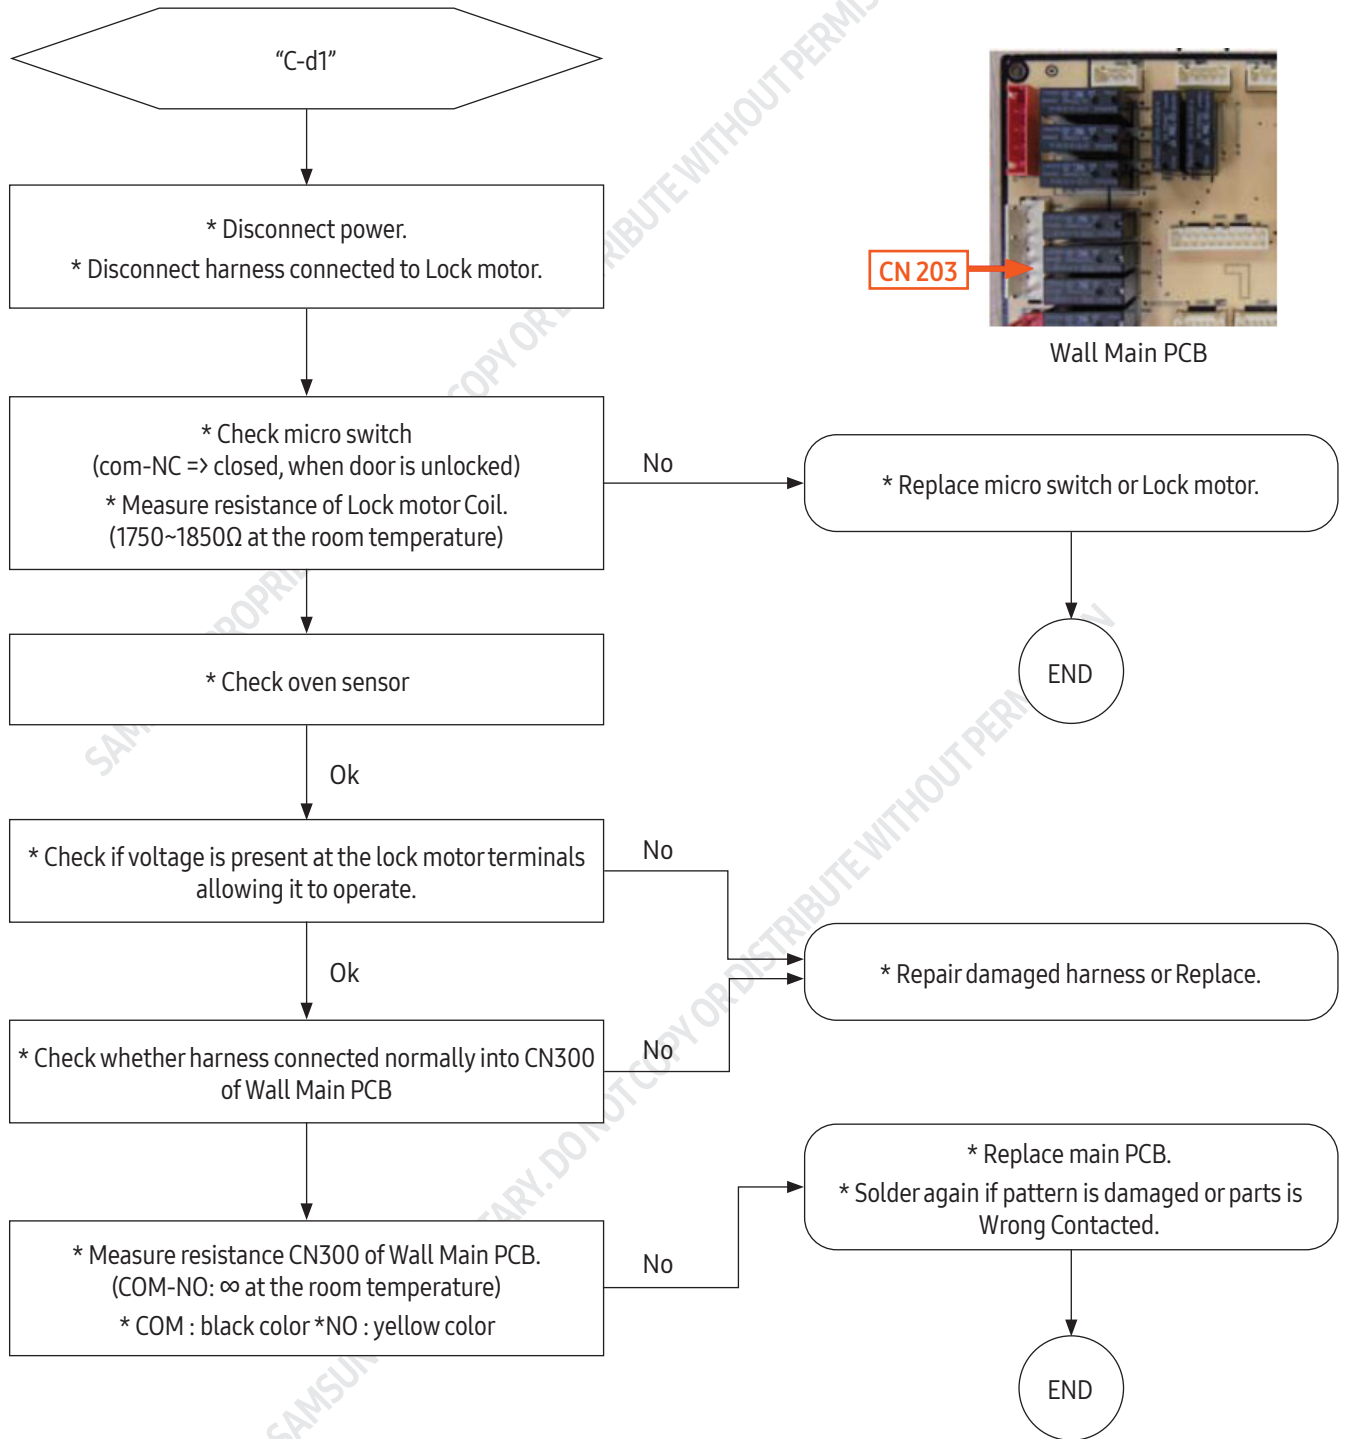 “C-d1”
* Disconnect power.
* Disconnect harness connected to Lock motor.
CN 203
Wall Main PCB
* Check micro switch
(com-NC => closed, when door is unlocked)
* Measure resistance of Lock motor Coil.
(1750~1850Ω at the room temperature)
No
* Replace micro switch or Lock motor.
END
* Check oven sensor
Ok
* Check if voltage is present at the lock motor terminals
allowing it to operate.
No
* Repair damaged harness or Replace.
Ok
* Check whether harness connected normally into CN300
of Wall Main PCB
No
* Replace main PCB.
* Solder again if pattern is damaged or parts is
Wrong Contacted.
* Measure resistance CN300 of Wall Main PCB.
(COM-NO: ∞ at the room temperature)
* COM : black color *NO : yellow color
No
END